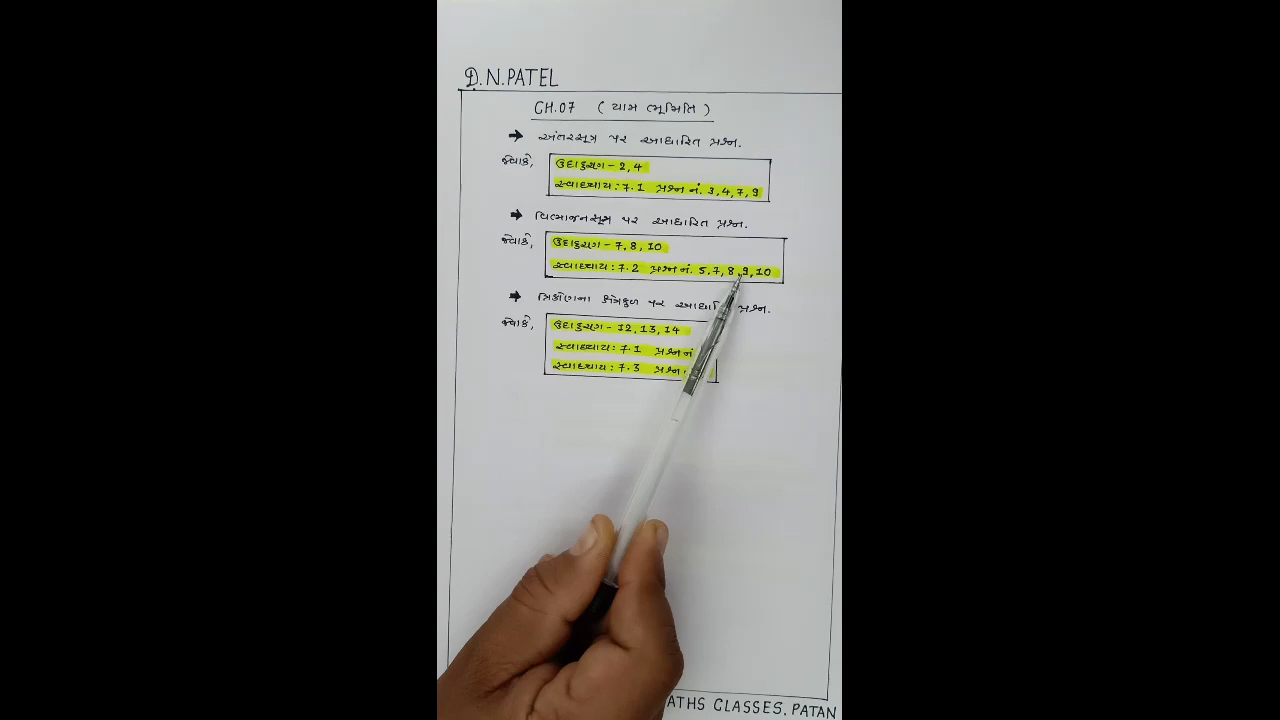 D.N.PATEL
CH.07 (યામ ભૂમિતિ)
→ અંતરસૂત્ર પર આધારિત પ્રશ્ન.
જેવાકે,
ઉદાહરણ - 2, 4
સ્વાધ્યાય : 7.1 પ્રશ્ન નં. 3, 4, 7, 9
→ વિભાજનસૂત્ર પર આધારિત પ્રશ્ન.
જેવાકે,
ઉદાહરણ - 7, 8, 10
સ્વાધ્યાય : 7.2 પ્રશ્ન નં. 5, 7, 8, 9, 10
→ ત્રિકોણના ક્ષેત્રફળ પર આધારિ પ્રશ્ન.
જેવાકે,
ઉદાહરણ - 12, 13, 14
સ્વાધ્યાય : 7.1 પ્રશ્ન નં
સ્વાધ્યાય : 7.3 પ્રશ્ન
ATHS CLASSES. PATAN